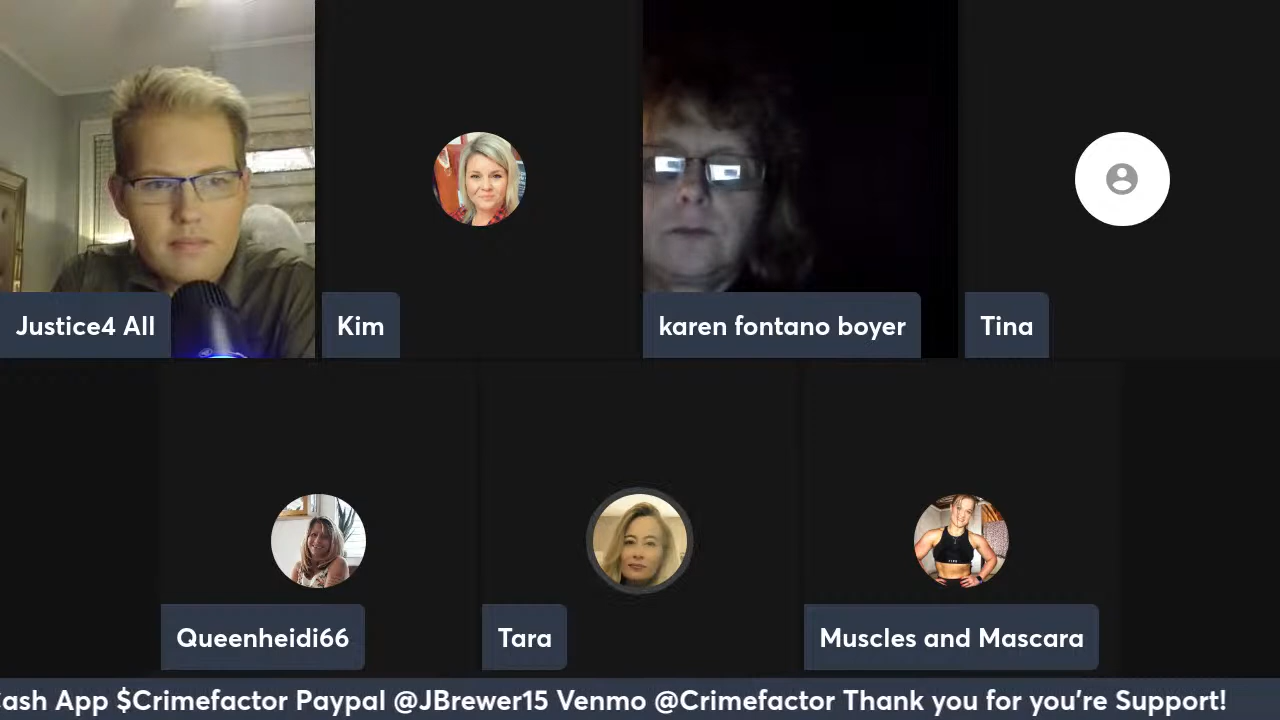 Justice4 All
Kim
karen fontano boyer
Tina
Queenheidi66
Tara
Muscles and Mascara
ash App $Crimefactor Paypal @JBrewer15 Venmo @Crimefactor Thank you for you're Support!